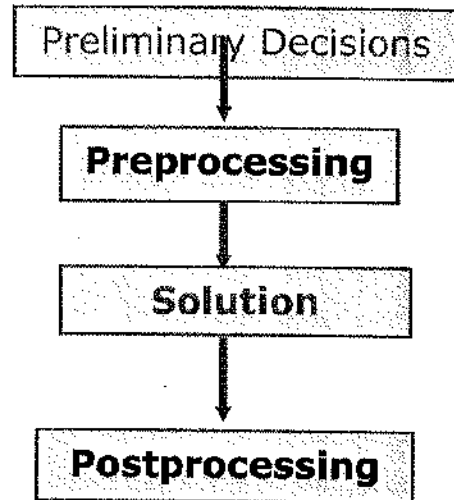 Preliminary Decisions
Preprocessing
Solution
Postprocessing